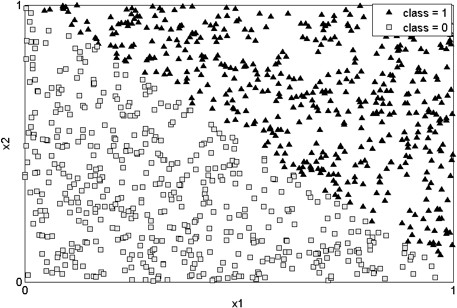 1
class = 1
class = 0
x2
0
0
1
x1